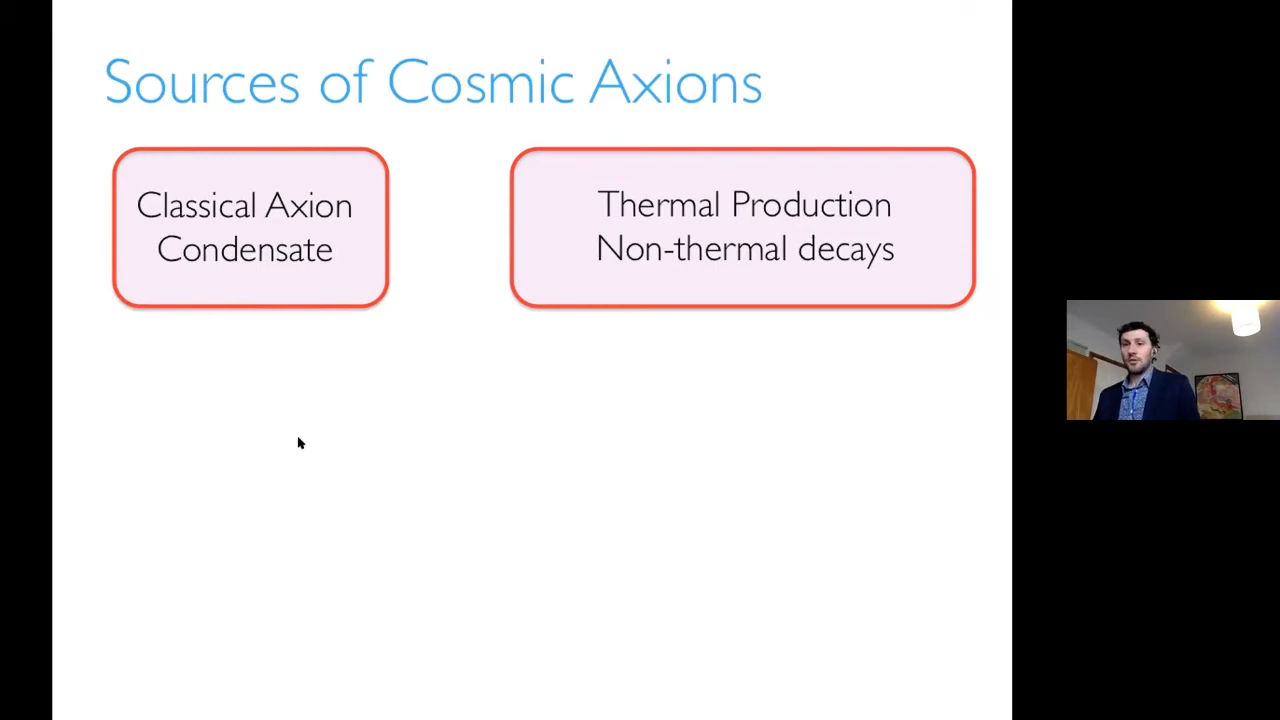 Sources of Cosmic Axions
Classical Axion
Condensate
Thermal Production
Non-thermal decays